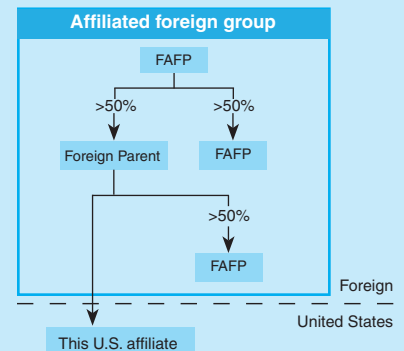 Affiliated foreign group
FAFP
>50%
>50%
Foreign Parent
FAFP
>50%
FAFP
Foreign
United States
This U.S. affiliate